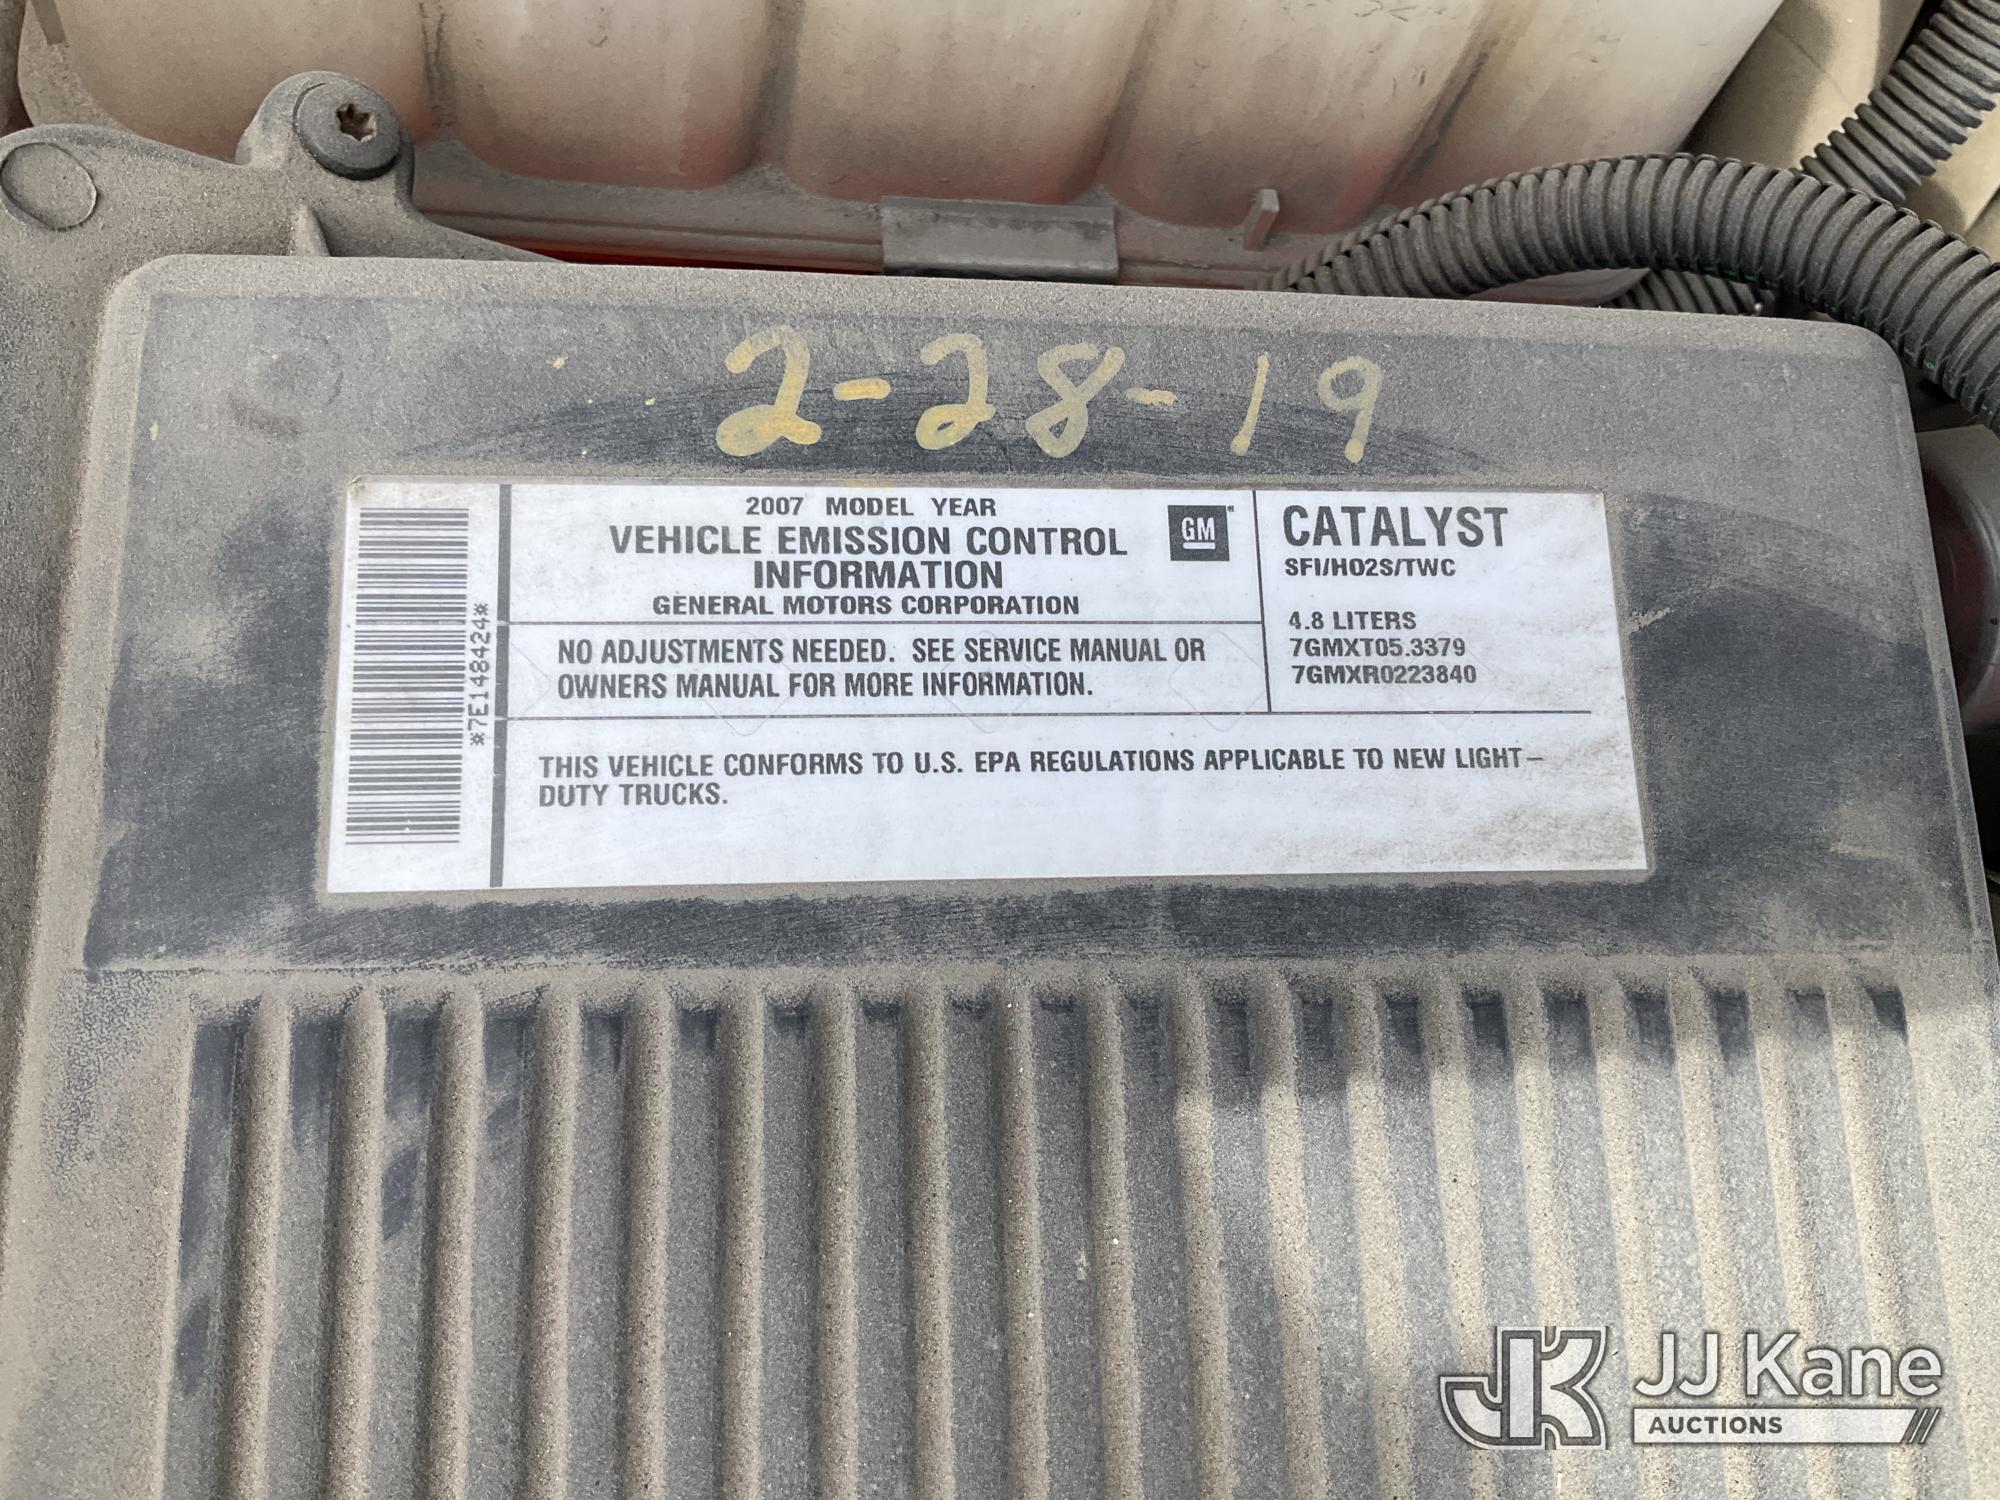 2-28-19
2007 MODEL YEAR
VEHICLE EMISSION CONTROL
INFORMATION
GENERAL MOTORS CORPORATION
GM
NO ADJUSTMENTS NEEDED. SEE SERVICE MANUAL OR
OWNERS MANUAL FOR MORE INFORMATION.
CATALYST
SFI/HO2S/TWC
4.8 LITERS
7GMXT05.3379
7GMXR0223840
*7E148424*
THIS VEHICLE CONFORMS TO U.S. EPA REGULATIONS APPLICABLE TO NEW LIGHT-
DUTY TRUCKS.
JK JJ Kane
AUCTIONS